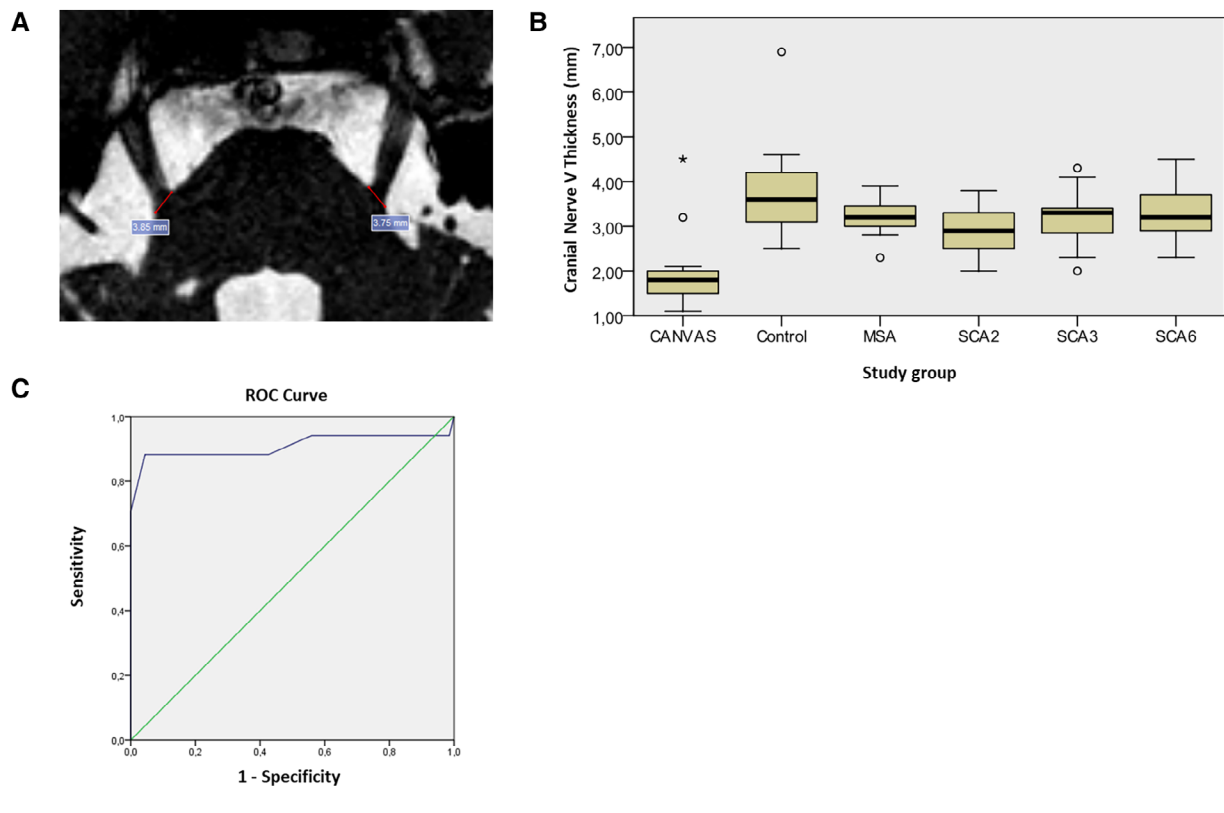 A
3.85 mm
3.75 mm
B
Cranial Nerve V Thickness (mm)
7,00
6,00
5,00
4,00
3,00
2,00
1,00
CANVAS Control MSA SCA2 SCA3 SCA6
Study group
C
ROC Curve
Sensitivity
1,0
0,8
0,6
0,4
0,2
0,0
0,0 0,2 0,4 0,6 0,8 1,0
1 - Specificity